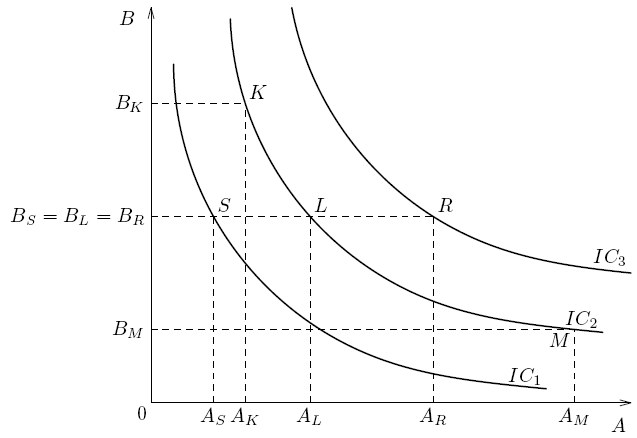 B
B_K
K
B_S = B_L = B_R
S
L
R
IC_3
B_M
IC_2
M
IC_1
0
A_S
A_K
A_L
A_R
A_M
A